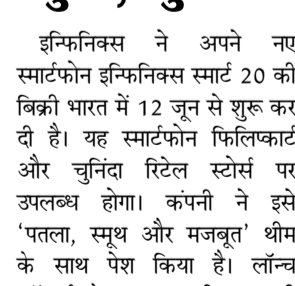 इन्फिनिक्स ने अपने नए
स्मार्टफोन इन्फिनिक्स स्मार्ट 20 की
बिक्री भारत में 12 जून से शुरू कर
दी है। यह स्मार्टफोन फ्लिपकार्ट
और चुनिंदा रिटेल स्टोर्स पर
उपलब्ध होगा। कंपनी ने इसे
‘पतला, स्मूथ और मजबूत’ थीम
के साथ पेश किया है। लॉन्च